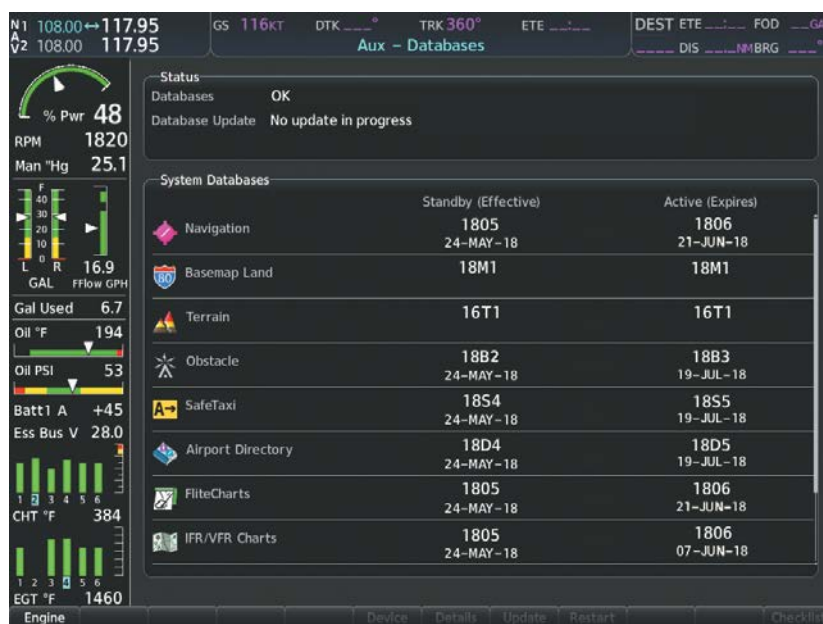 N1 108.00↔117.95 GS 116KT DTK ___° TRK 360° ETE __:__ DEST ETE __:__ FOD __GA
A
V2 108.00 117.95 Aux – Databases ____ DIS __._NM BRG ___°
% Pwr 48
RPM 1820
Man "Hg 25.1
F
40
30
20
10
0
L R 16.9
GAL FFlow GPH
Gal Used 6.7
Oil °F 194
Oil PSI 53
Batt1 A +45
Ess Bus V 28.0
1 2 3 4 5 6
CHT °F 384
1 2 3 4 5 6
EGT °F 1460
Status
Databases OK
Database Update No update in progress
System Databases
Standby (Effective) Active (Expires)
Navigation 1805 1806
24-MAY-18 21-JUN-18
80
Basemap Land 18M1 18M1
Terrain 16T1 16T1
Obstacle 18B2 18B3
24-MAY-18 19-JUL-18
A→ SafeTaxi 18S4 18S5
24-MAY-18 19-JUL-18
Airport Directory 18D4 18D5
24-MAY-18 19-JUL-18
FliteCharts 1805 1806
24-MAY-18 21-JUN-18
IFR/VFR Charts 1805 1806
24-MAY-18 07-JUN-18
Engine Device Details Update Restart Checklist